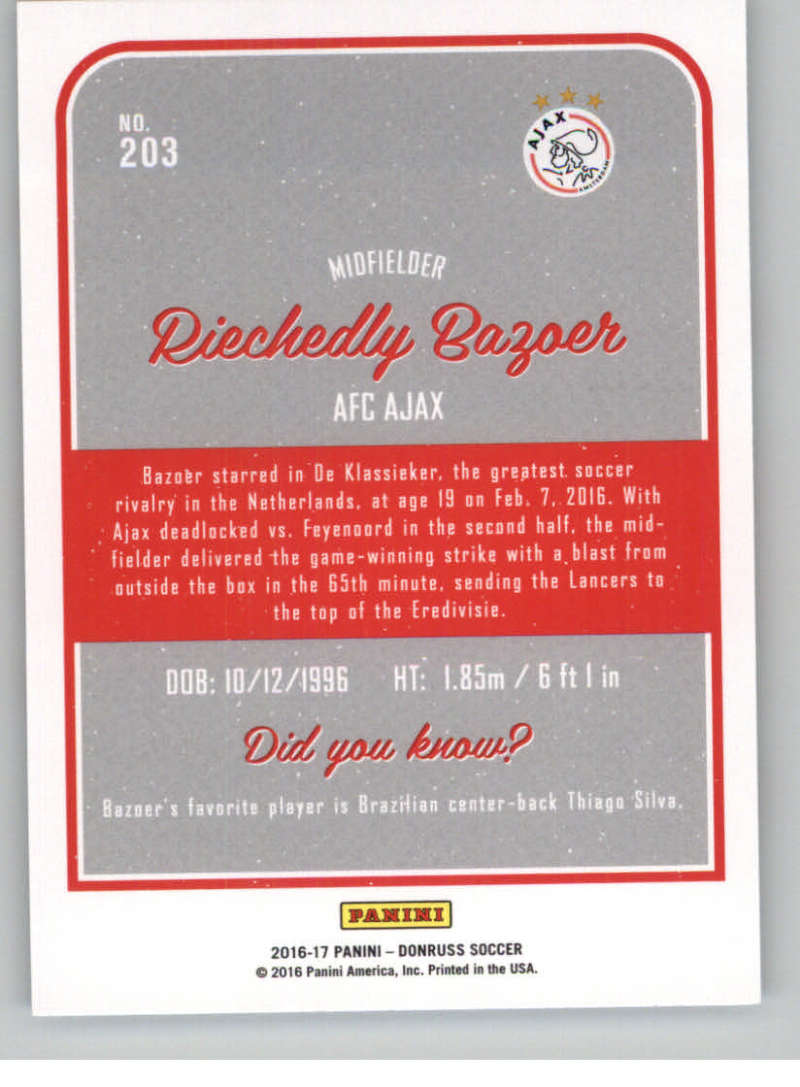 NO.
203
AJAX
AMSTERDAM
MIDFIELDER
Riechedly Bazoer
AFC AJAX
Bazoer starred in De Klassieker, the greatest soccer
rivalry in the Netherlands, at age 19 on Feb. 7, 2016. With
Ajax deadlocked vs. Feyenoord in the second half, the mid-
fielder delivered the game-winning strike with a blast from
outside the box in the 65th minute, sending the Lancers to
the top of the Eredivisie.
DOB: 10/12/1996 HT: 1.85m / 6 ft 1 in
Did you know?
Bazoer's favorite player is Brazilian center-back Thiago Silva.
PANINI
2016-17 PANINI – DONRUSS SOCCER
© 2016 Panini America, Inc. Printed in the USA.